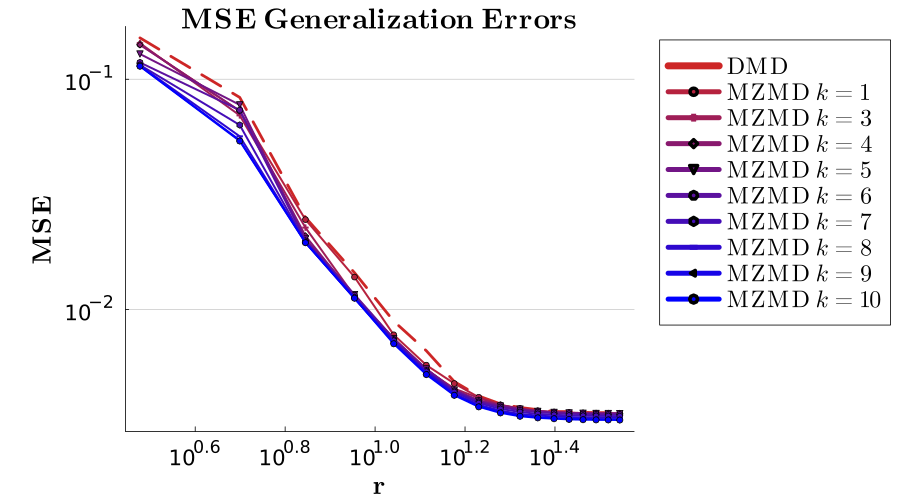 MSE Generalization Errors
MSE
10^-1
10^-2
10^0.6
10^0.8
10^1.0
10^1.2
10^1.4
r
DMD
MZMD k = 1
MZMD k = 3
MZMD k = 4
MZMD k = 5
MZMD k = 6
MZMD k = 7
MZMD k = 8
MZMD k = 9
MZMD k = 10